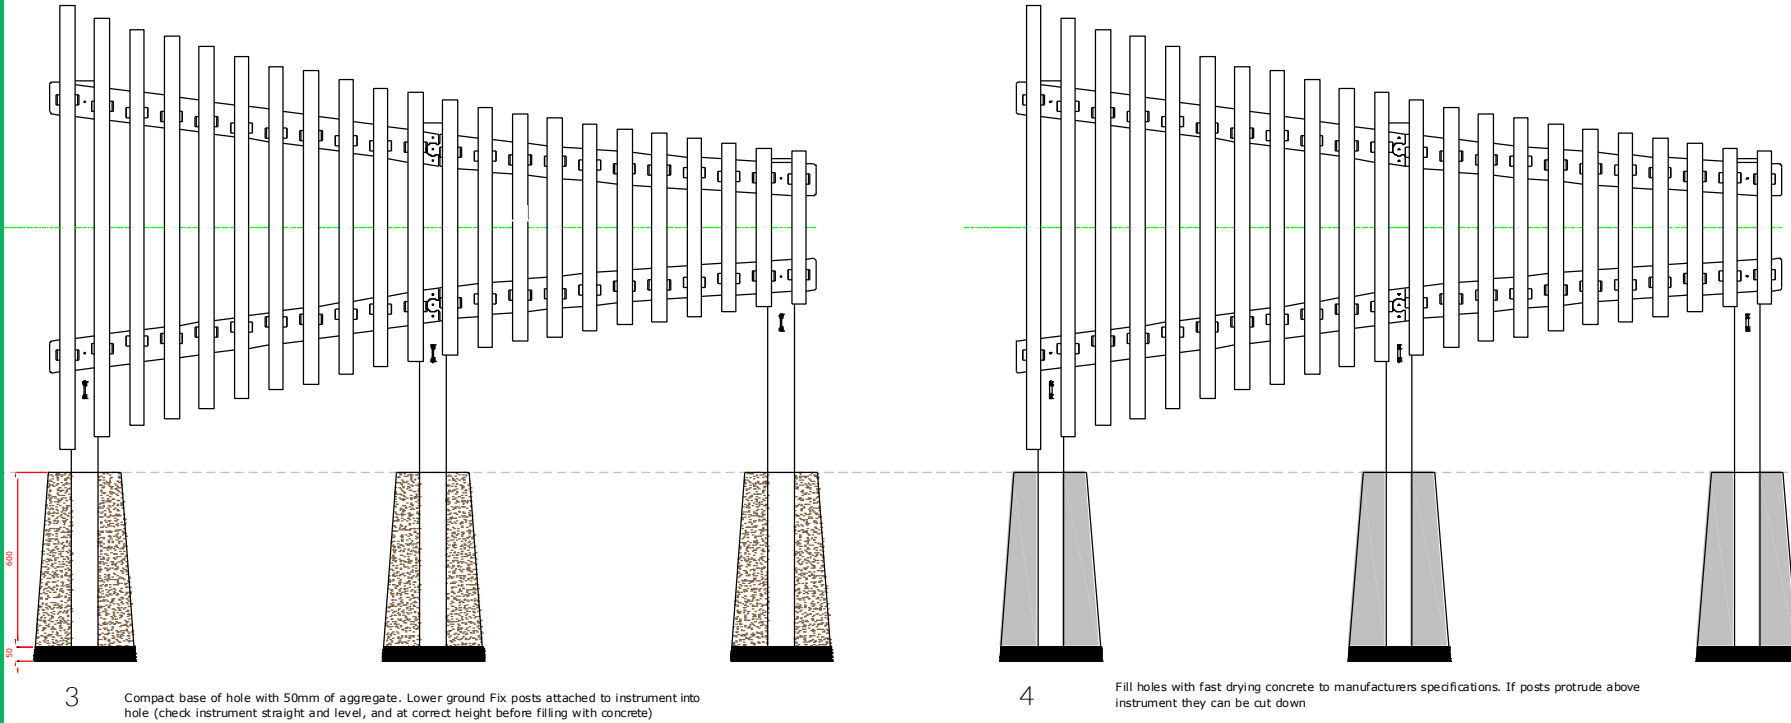 600
50
3
Compact base of hole with 50mm of aggregate. Lower ground Fix posts attached to instrument into
hole (check instrument straight and level, and at correct height before filling with concrete)
4
Fill holes with fast drying concrete to manufacturers specifications. If posts protrude above
instrument they can be cut down